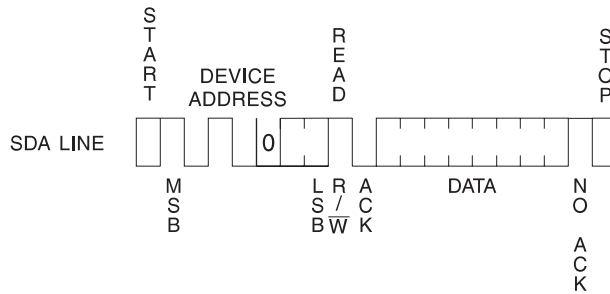 START
DEVICE
ADDRESS
READ
STOP
SDA LINE
0
MSB
LSB
R/W̅
ACK
DATA
NO ACK